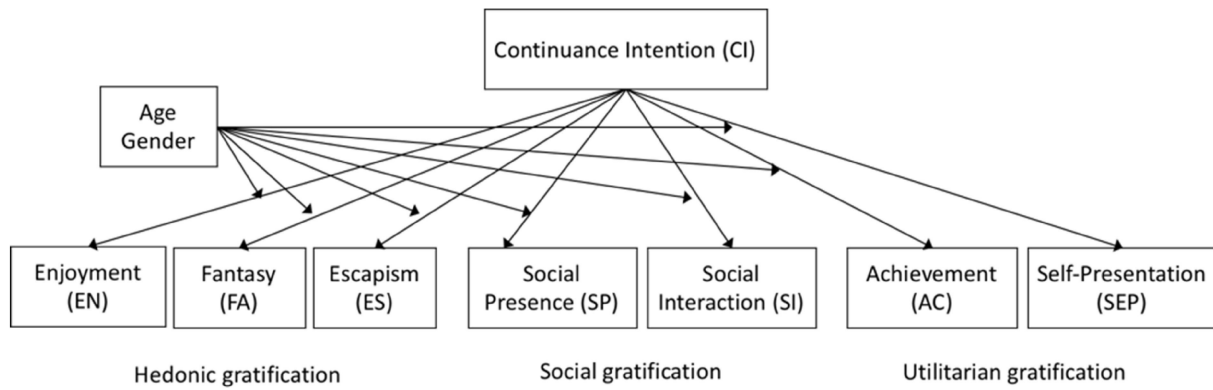 Continuance Intention (CI)
Age
Gender
Enjoyment
(EN)
Fantasy
(FA)
Escapism
(ES)
Social
Presence (SP)
Social
Interaction (SI)
Achievement
(AC)
Self-Presentation
(SEP)
Hedonic gratification
Social gratification
Utilitarian gratification